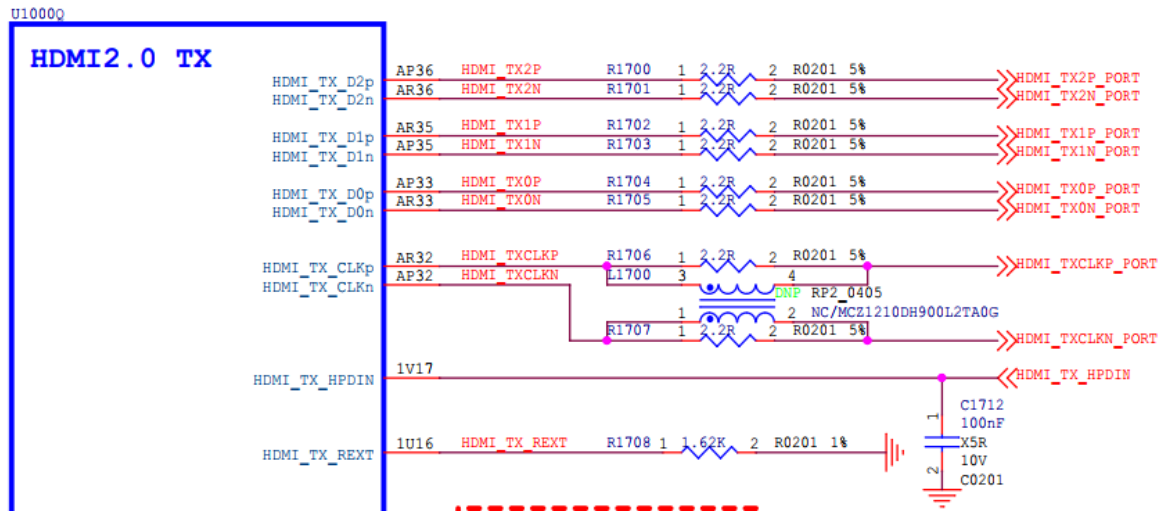 U1000Q
HDMI2.0 TX
HDMI_TX_D2p AP36 HDMI_TX2P R1700 1 2.2R 2 R0201 5% HDMI_TX2P_PORT
HDMI_TX_D2n AR36 HDMI_TX2N R1701 1 2.2R 2 R0201 5% HDMI_TX2N_PORT
HDMI_TX_D1p AR35 HDMI_TX1P R1702 1 2.2R 2 R0201 5% HDMI_TX1P_PORT
HDMI_TX_D1n AP35 HDMI_TX1N R1703 1 2.2R 2 R0201 5% HDMI_TX1N_PORT
HDMI_TX_D0p AP33 HDMI_TX0P R1704 1 2.2R 2 R0201 5% HDMI_TX0P_PORT
HDMI_TX_D0n AR33 HDMI_TX0N R1705 1 2.2R 2 R0201 5% HDMI_TX0N_PORT
HDMI_TX_CLKp AR32 HDMI_TXCLKP R1706 1 2.2R 2 R0201 5% HDMI_TXCLKP_PORT
HDMI_TX_CLKn AP32 HDMI_TXCLKN L1700 3 4
DNP RP2_0405
1 2 NC/MCZ1210DH900L2TA0G
R1707 1 2.2R 2 R0201 5% HDMI_TXCLKN_PORT
HDMI_TX_HPDIN 1V17 HDMI_TX_HPDIN
1 C1712
100nF
X5R
10V
2 C0201
HDMI_TX_REXT 1U16 HDMI_TX_REXT R1708 1 1.62K 2 R0201 1%